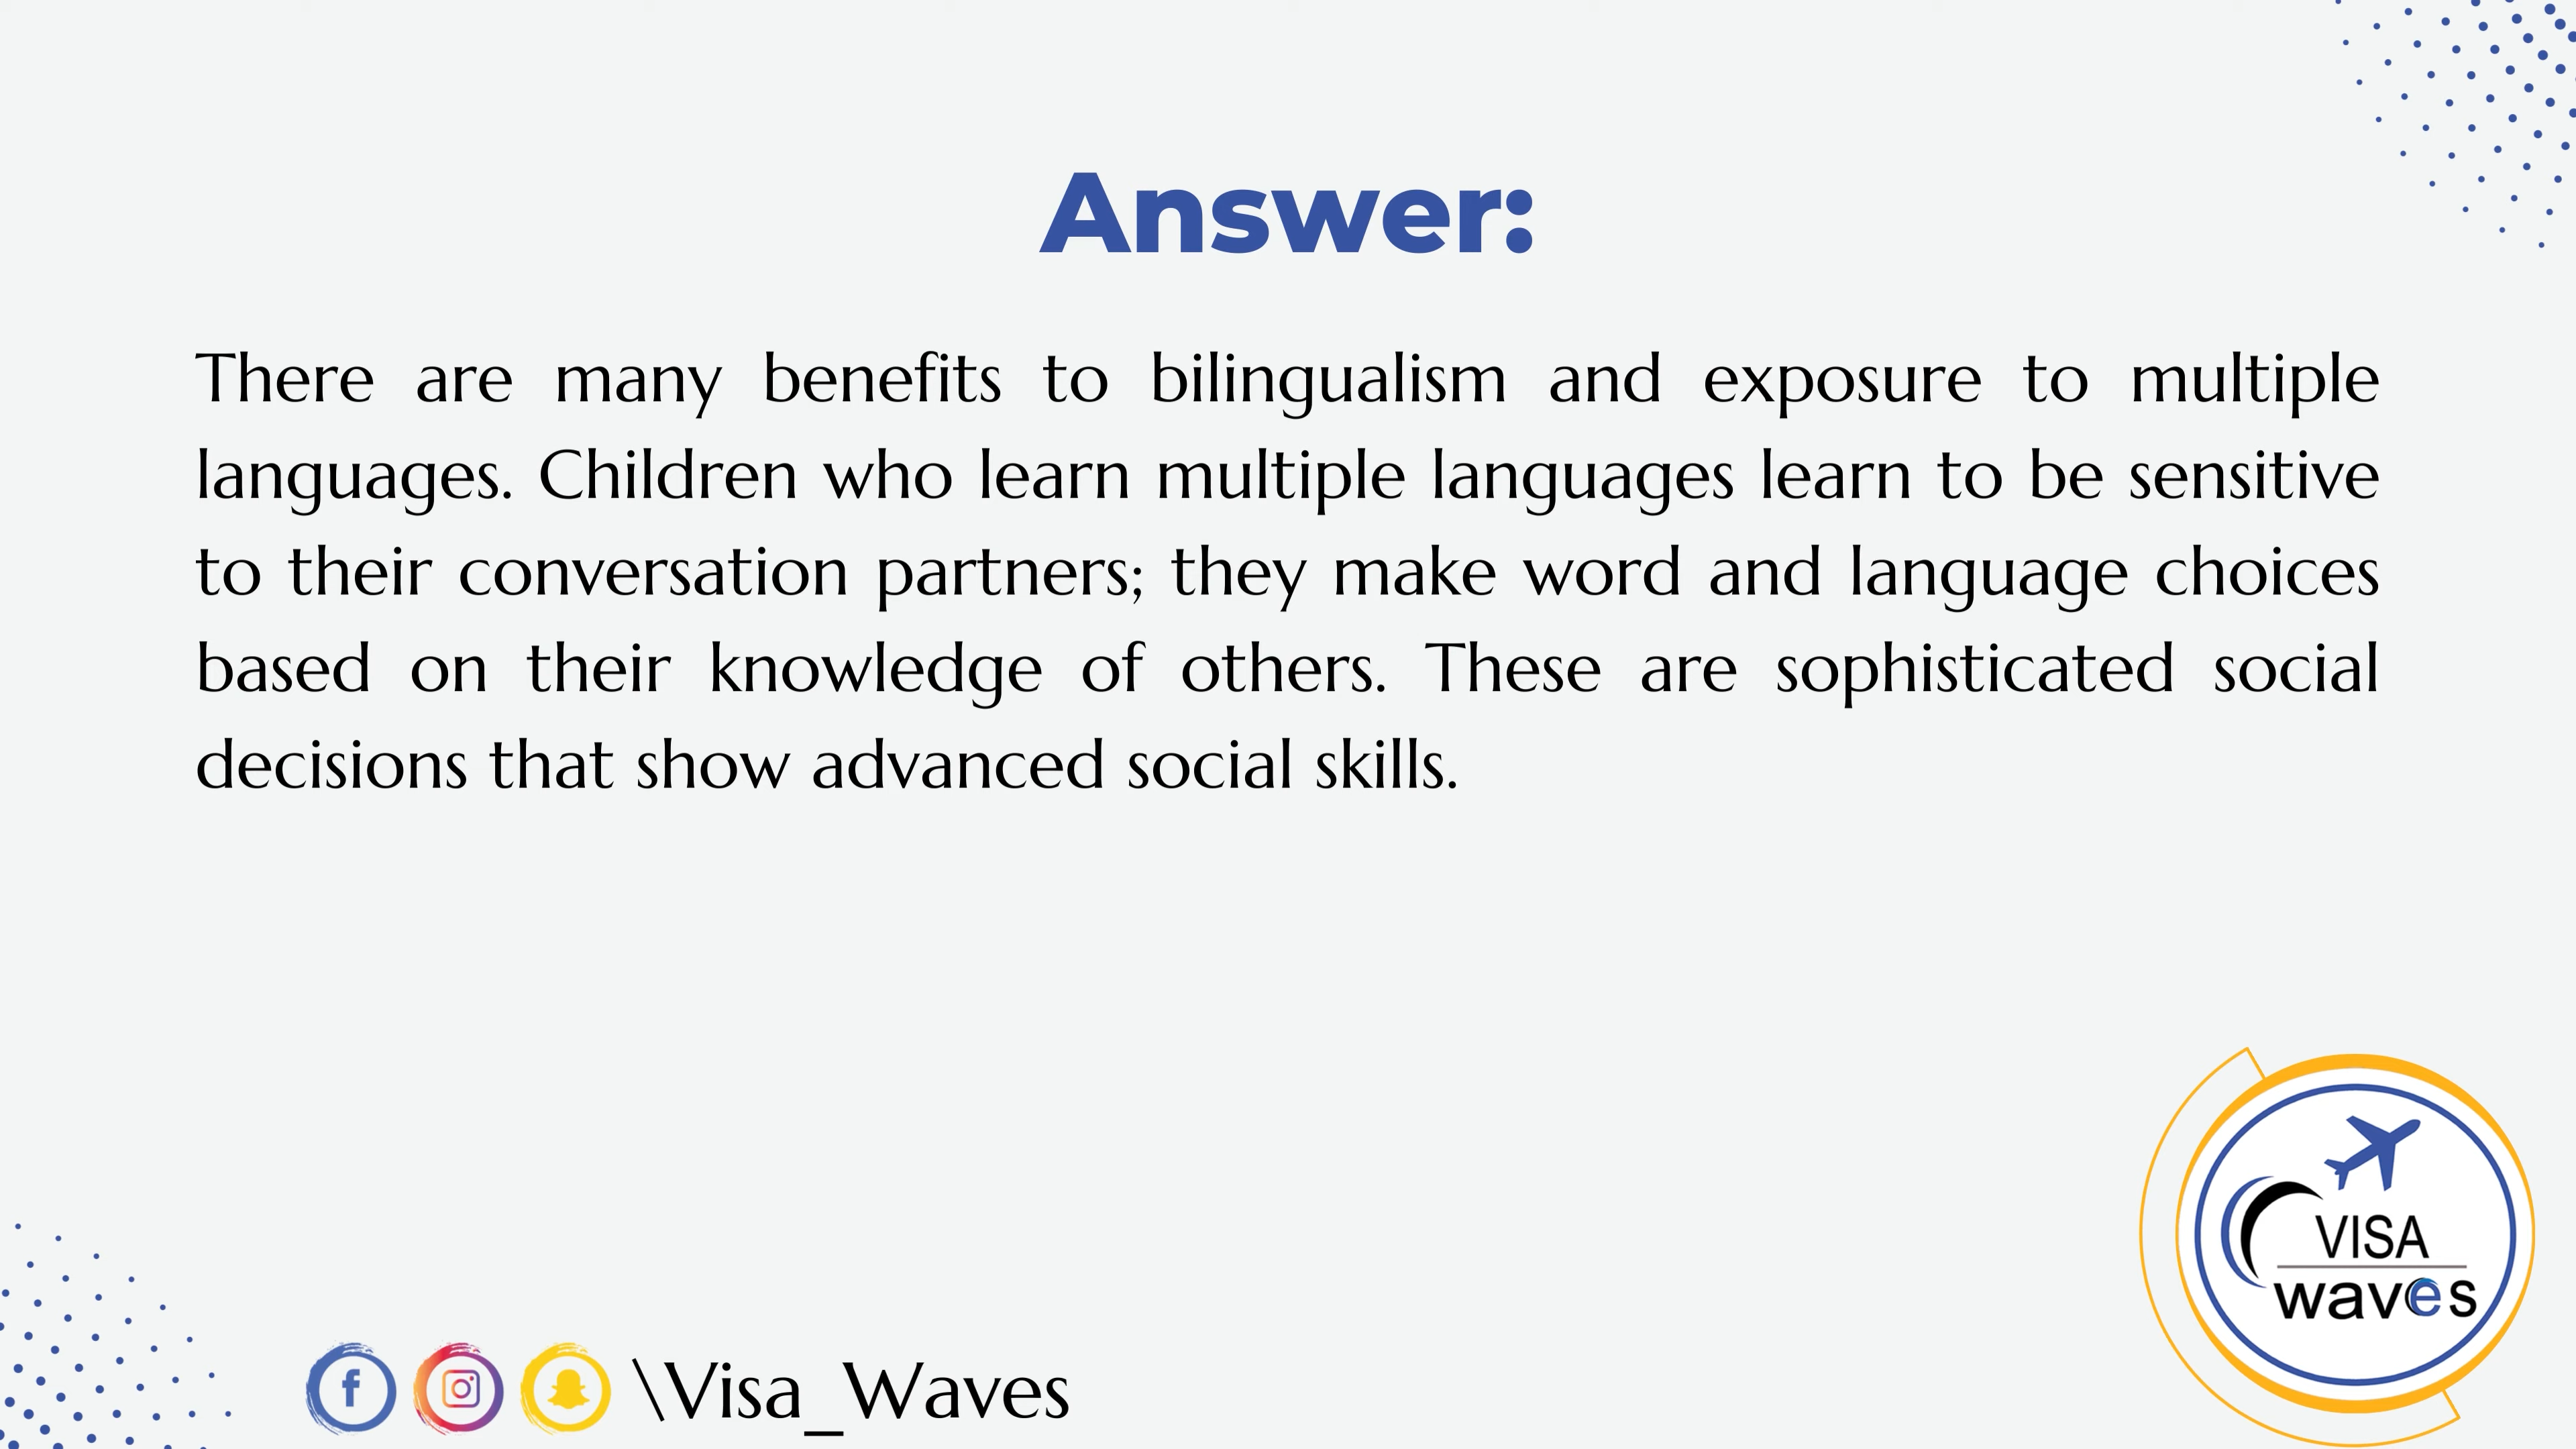 Answer:
There are many benefits to bilingualism and exposure to multiple
languages. Children who learn multiple languages learn to be sensitive
to their conversation partners; they make word and language choices
based on their knowledge of others. These are sophisticated social
decisions that show advanced social skills.
VISA
waves
\Visa_Waves